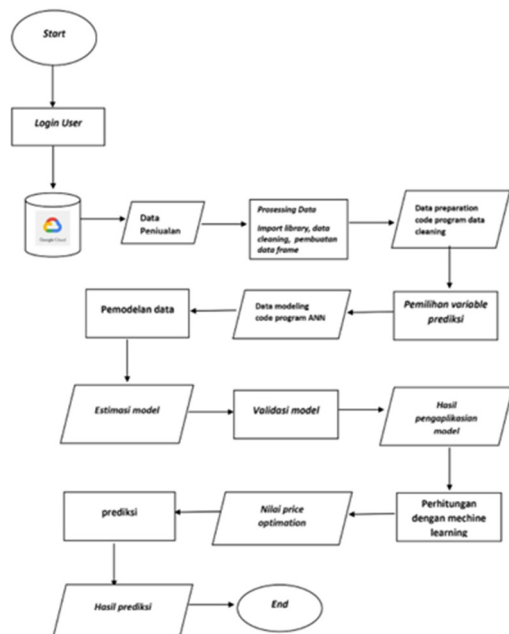 Start
Login User
Google Cloud
Data
Peniualan
Processing Data
Import library, data
cleaning, pembuatan
data frame
Data preparation
code program data
cleaning
Pemodelan data
Data modeling
code program ANN
Pemilihan variable
prediksi
Estimasi model
Validasi model
Hasil
pengaplikasian
model
prediksi
Nilai price
optimation
Perhitungan
dengan mechine
learning
Hasil prediksi
End